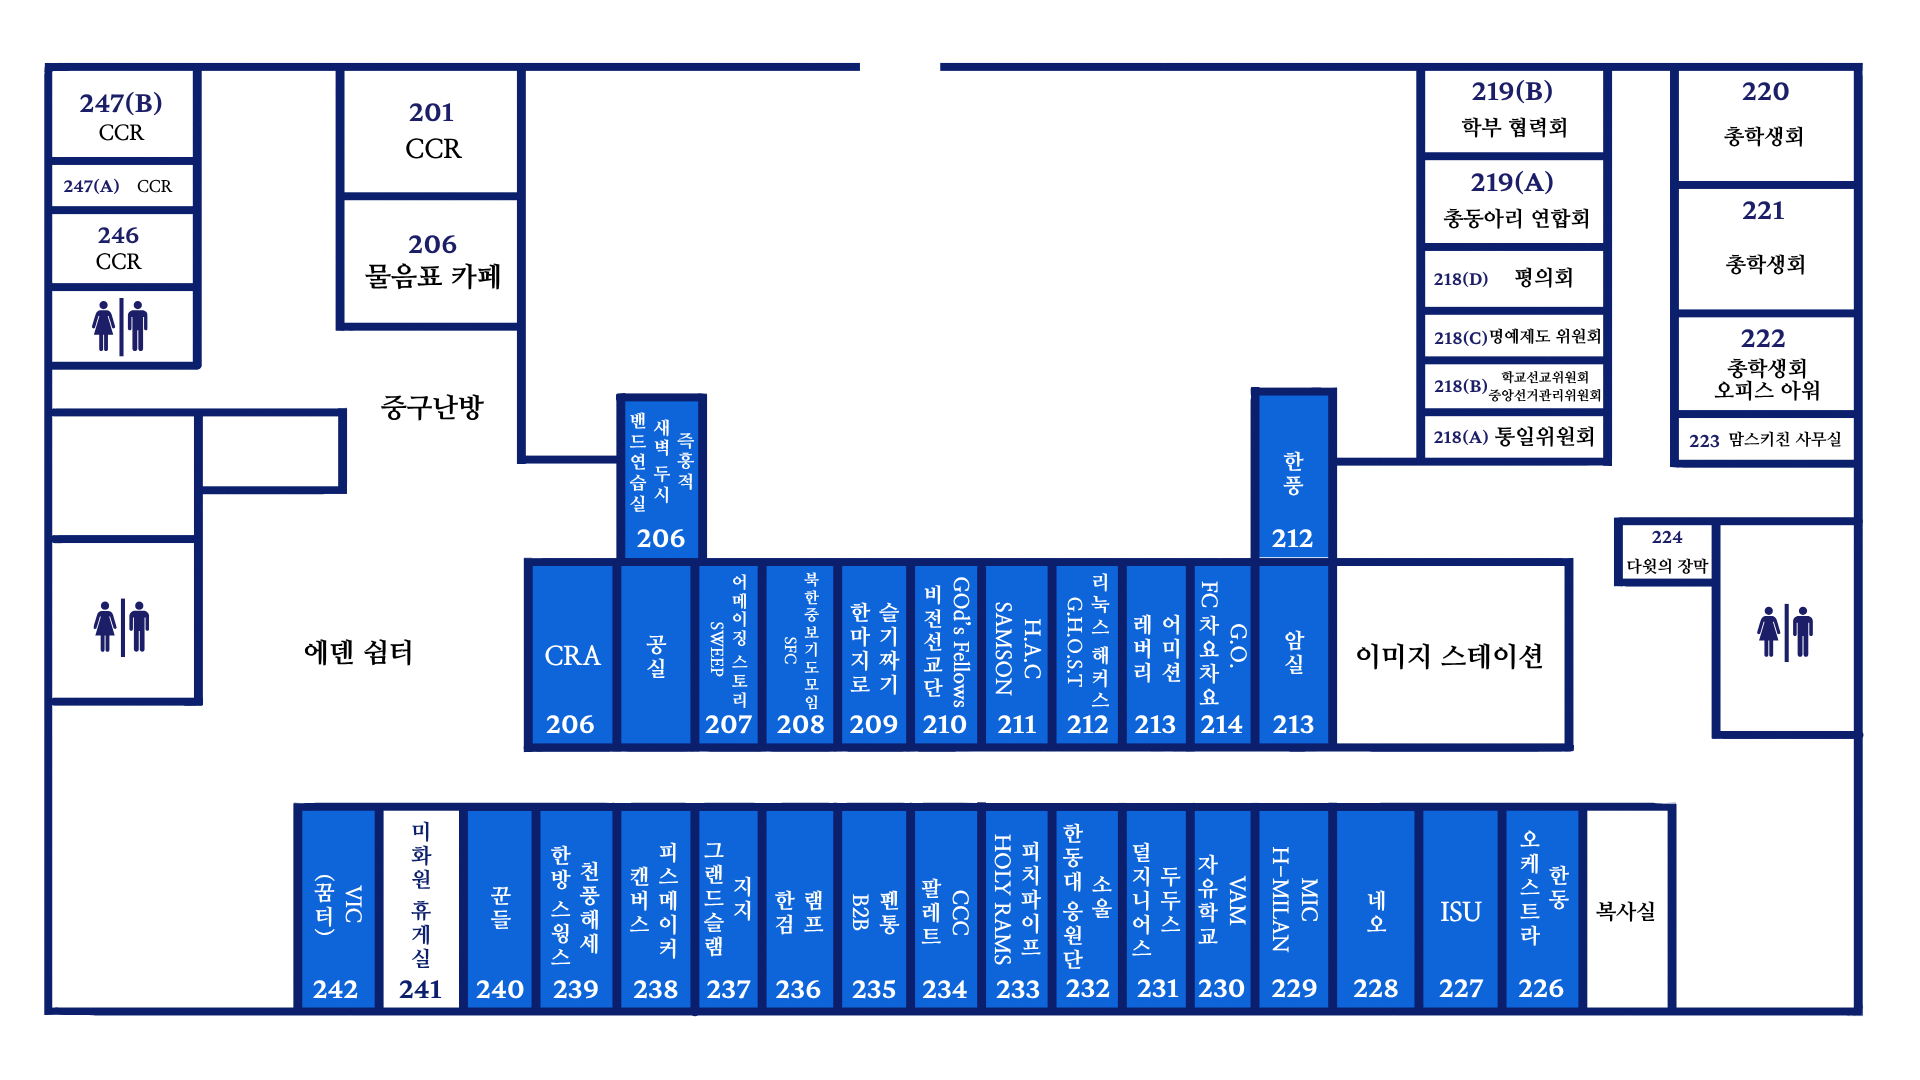 247(B)
CCR
247(A) CCR
246
CCR
201
CCR
206
물음표 카페
중구난방
에덴 쉼터
219(B)
학부 협력회
219(A)
총동아리 연합회
218(D) 평의회
218(C) 명예제도 위원회
218(B) 학교선교위원회
중앙선거관리위원회
218(A) 통일위원회
220
총학생회
221
총학생회
222
총학생회
오피스 아워
223 맘스키친 사무실
224
다윗의 장막
즉흥적
새벽 두시
밴드연습실
206
한풍
212
CRA
206
공실
어메이징 스토리
SWEEP
207
북한중보기도모임
SFC
208
슬기짜기
한마지로
209
GOd's Fellows
비전선교단
210
H.A.C
SAMSON
211
리눅스 해커스
G.H.O.S.T
212
어미션
레버리
213
G.O.
FC 차요차요
214
암실
213
이미지 스테이션
VIC
(꿈터)
242
미화원 휴게실
241
꾼들
240
천풍해세
한방 스윙스
239
피스메이커
캔버스
238
지지
그랜드슬램
237
램프
한검
236
펜통
B2B
235
CCC
팔레트
234
피치파이프
HOLY RAMS
233
소울
한동대 응원단
232
두두스
덜지니어스
231
VAM
자유학교
230
MIC
H-MILAN
229
네오
228
ISU
227
한동
오케스트라
226
복사실